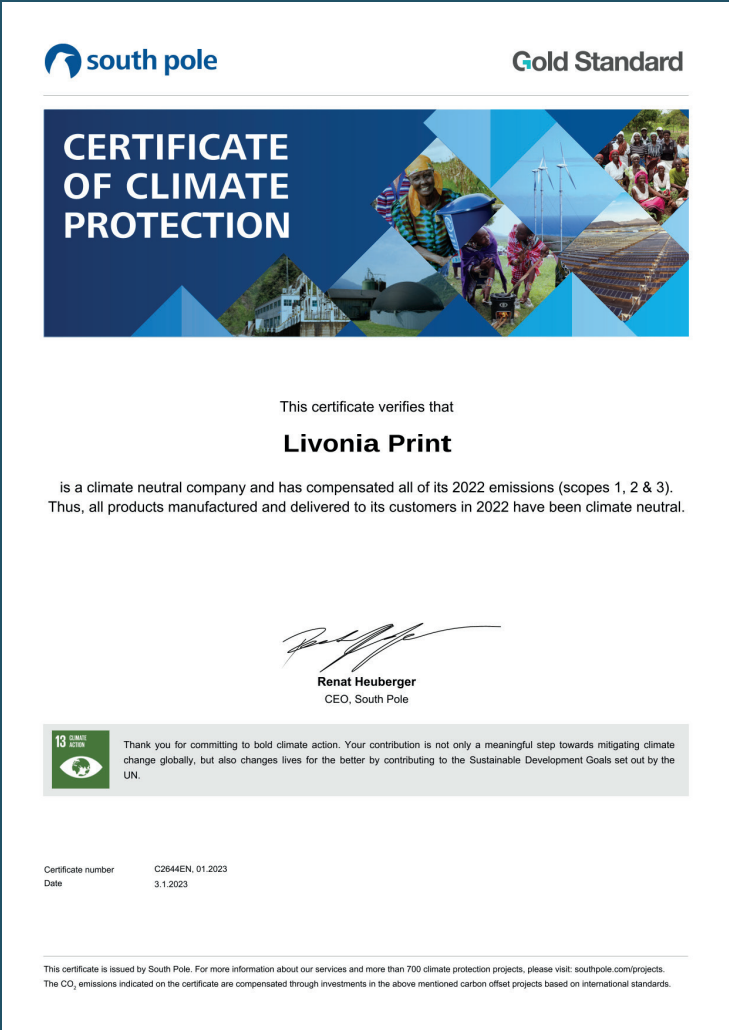 south pole
Gold Standard
CERTIFICATE
OF CLIMATE
PROTECTION
This certificate verifies that
Livonia Print
is a climate neutral company and has compensated all of its 2022 emissions (scopes 1, 2 & 3).
Thus, all products manufactured and delivered to its customers in 2022 have been climate neutral.
Renat Heuberger
CEO, South Pole
13 CLIMATE
ACTION
Thank you for committing to bold climate action. Your contribution is not only a meaningful step towards mitigating climate
change globally, but also changes lives for the better by contributing to the Sustainable Development Goals set out by the
UN.
Certificate number C2644EN, 01.2023
Date 3.1.2023
This certificate is issued by South Pole. For more information about our services and more than 700 climate protection projects, please visit: southpole.com/projects.
The CO₂ emissions indicated on the certificate are compensated through investments in the above mentioned carbon offset projects based on international standards.